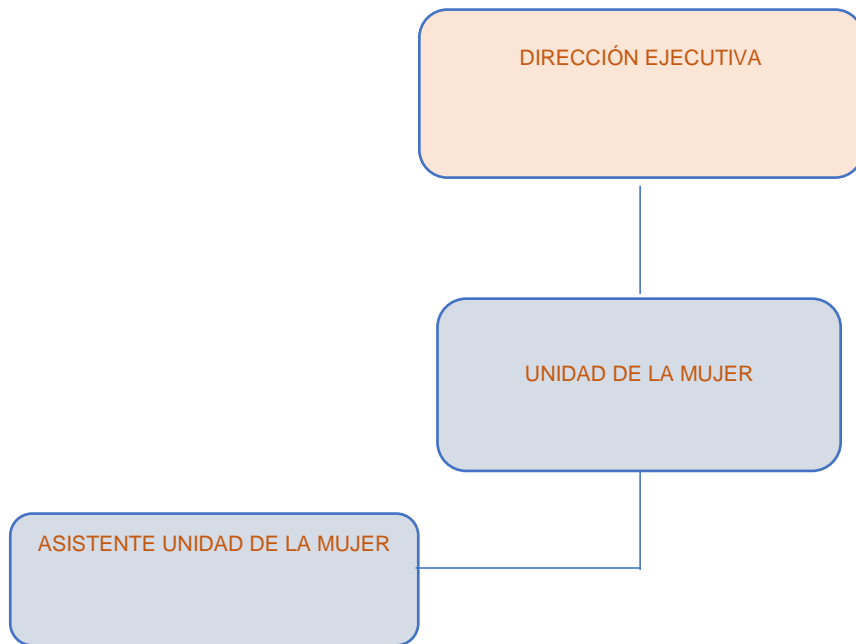 DIRECCIÓN EJECUTIVA
UNIDAD DE LA MUJER
ASISTENTE UNIDAD DE LA MUJER